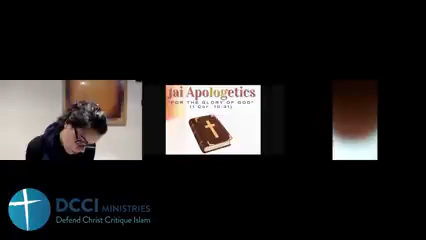 Jai Apologetics
"FOR THE GLORY OF GOD"
(1 Cor. 10:31)
DCCI MINISTRIES
Defend Christ Critique Islam